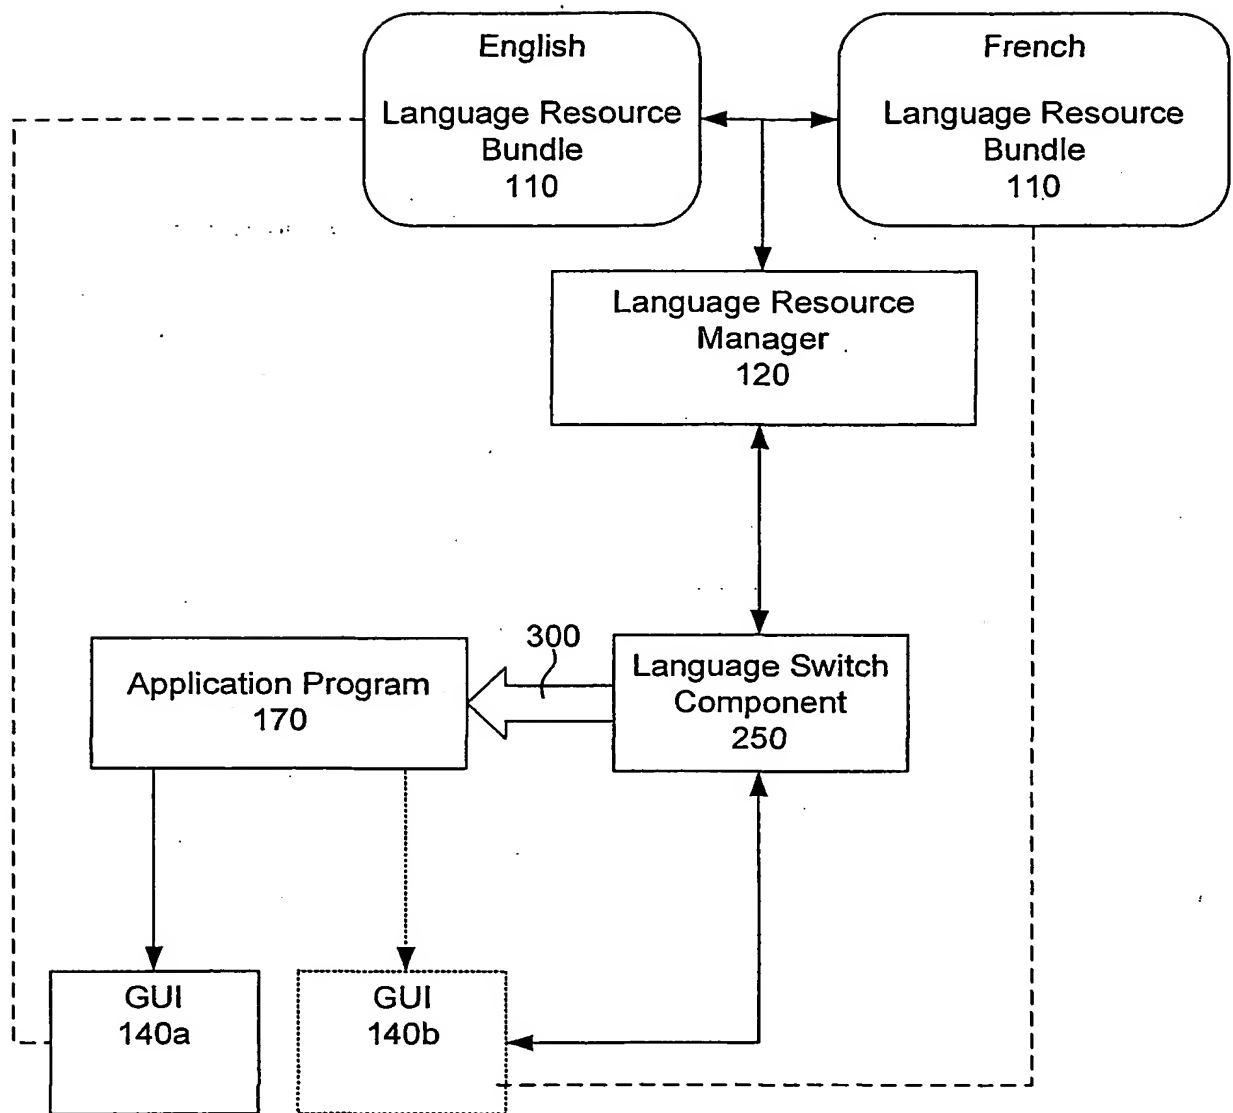 English
Language Resource
Bundle
110
French
Language Resource
Bundle
110
Language Resource
Manager
120
300
Application Program
170
Language Switch
Component
250
GUI
140a
GUI
140b